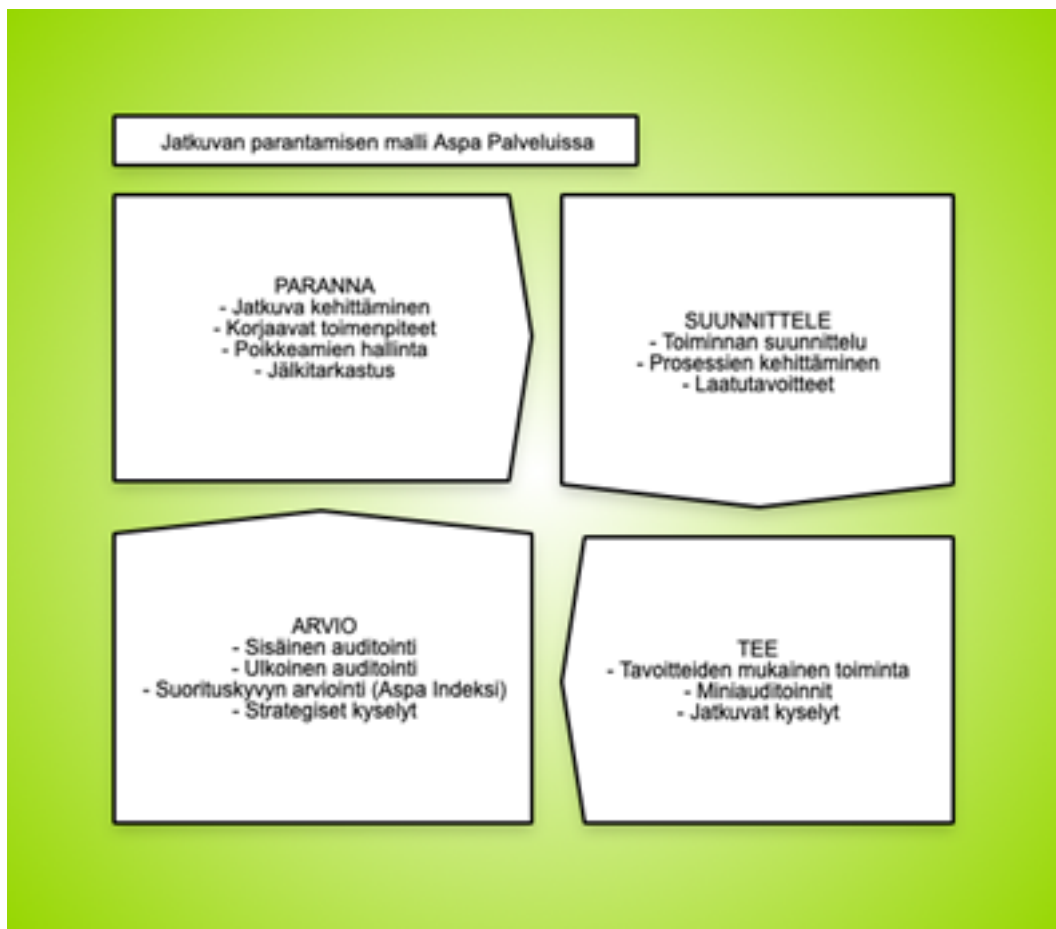 Jatkuvan parantamisen malli Aspa Palveluissa
PARANNA
- Jatkuva kehittäminen
- Korjaavat toimenpiteet
- Poikkeamien hallinta
- Jälkitarkastus
SUUNNITTELE
- Toiminnan suunnittelu
- Prosessien kehittäminen
- Laatutavoitteet
ARVIO
- Sisäinen auditointi
- Ulkoinen auditointi
- Suorituskyvyn arviointi (Aspa Indeksi)
- Strategiset kyselyt
TEE
- Tavoitteiden mukainen toiminta
- Miniauditoinnit
- Jatkuvat kyselyt